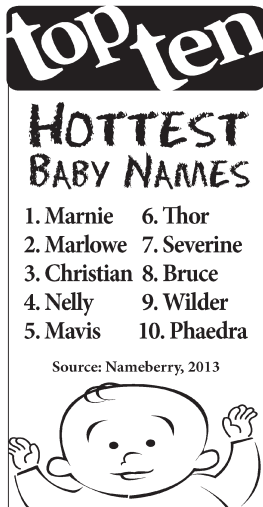 top ten
HOTTEST
BABY NAMES
1. Marnie
2. Marlowe
3. Christian
4. Nelly
5. Mavis
6. Thor
7. Severine
8. Bruce
9. Wilder
10. Phaedra
Source: Nameberry, 2013